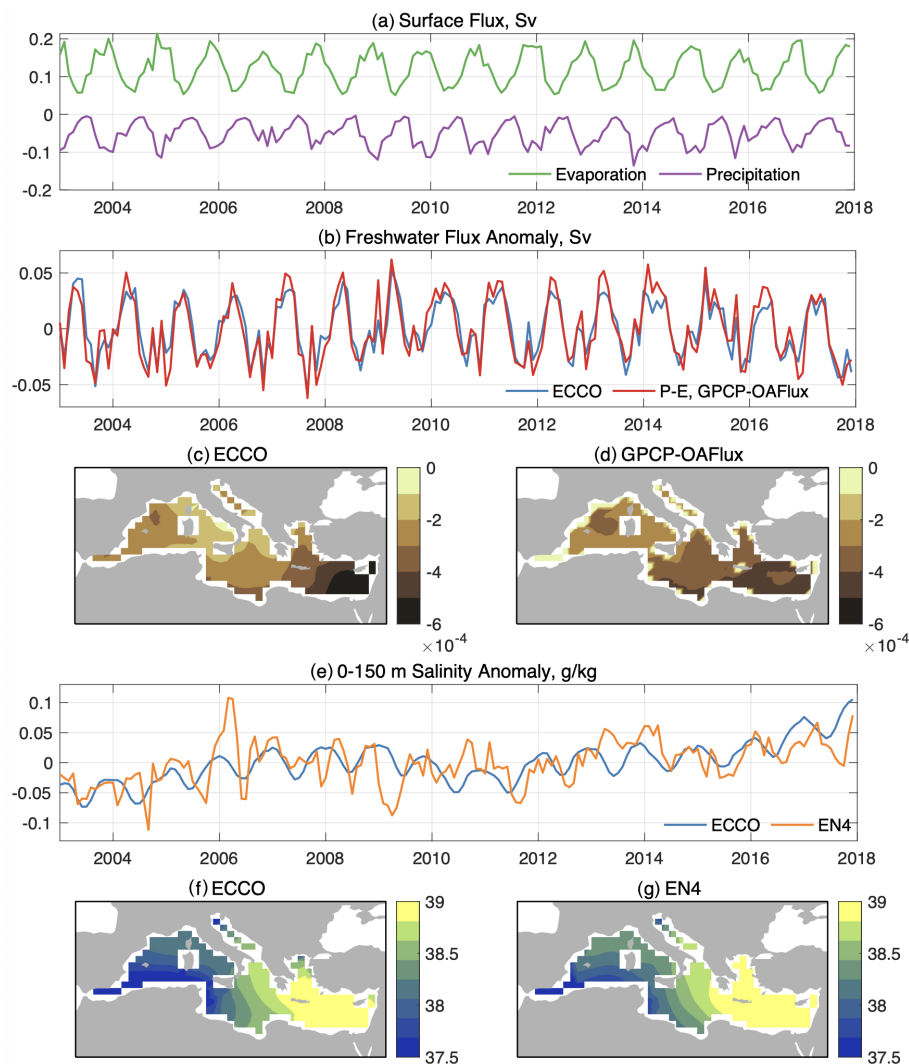 (a) Surface Flux, Sv
0.2
0.1
0
-0.1
-0.2
Evaporation Precipitation
2004 2006 2008 2010 2012 2014 2016 2018
(b) Freshwater Flux Anomaly, Sv
0.05
0
-0.05
ECCO P-E, GPCP-OAFlux
2004 2006 2008 2010 2012 2014 2016 2018
(c) ECCO (d) GPCP-OAFlux
0 0
-2 -2
-4 -4
-6 -6
×10⁻⁴ ×10⁻⁴
(e) 0-150 m Salinity Anomaly, g/kg
0.1
0.05
0
-0.05
-0.1
ECCO EN4
2004 2006 2008 2010 2012 2014 2016 2018
(f) ECCO (g) EN4
39 39
38.5 38.5
38 38
37.5 37.5